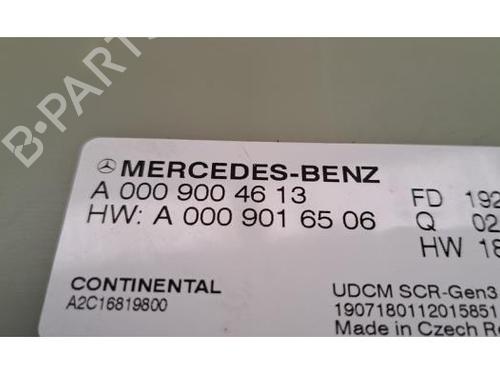 B-PARTS
MERCEDES-BENZ
A 000 900 46 13 FD 192
HW: A 000 901 65 06 Q 02
HW 18
CONTINENTAL UDCM SCR-Gen3
A2C16819800 1907180112015851
Made in Czech Re